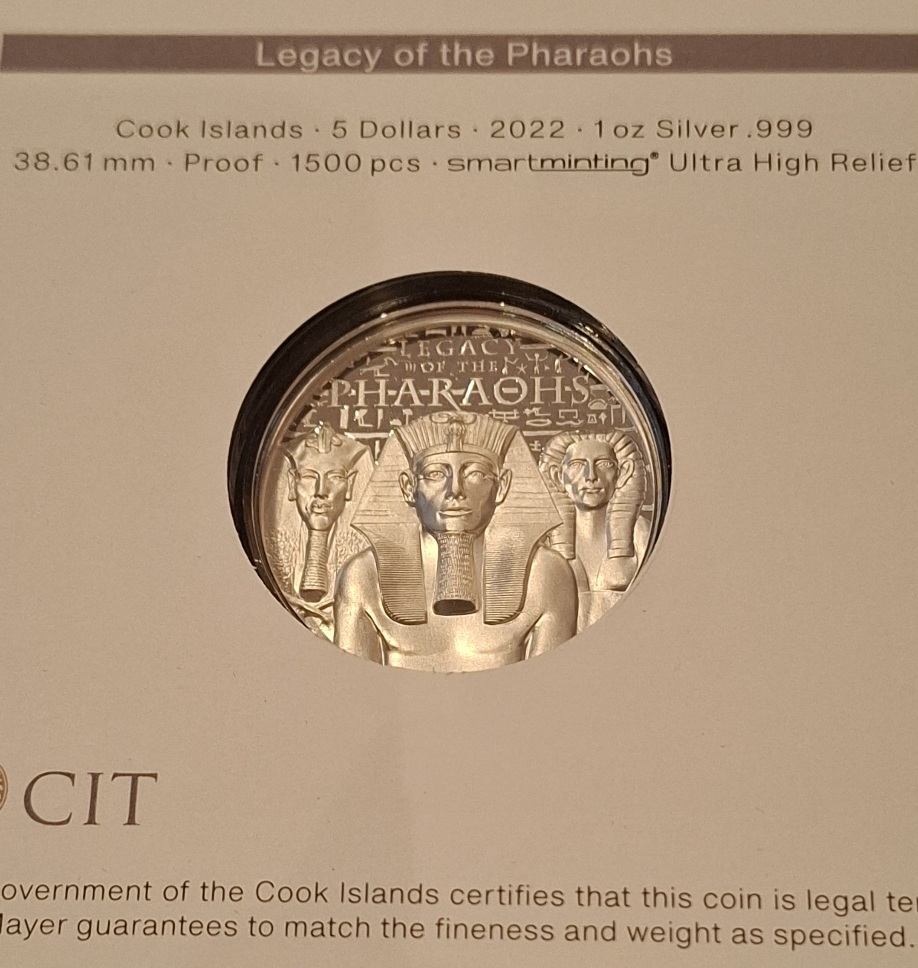 Legacy of the Pharaohs
Cook Islands · 5 Dollars · 2022 · 1 oz Silver .999
38.61 mm · Proof · 1500 pcs · smartminting® Ultra High Relief
LEGACY
OF THE
PHARAOHS
CIT
overnment of the Cook Islands certifies that this coin is legal te
layer guarantees to match the fineness and weight as specified.